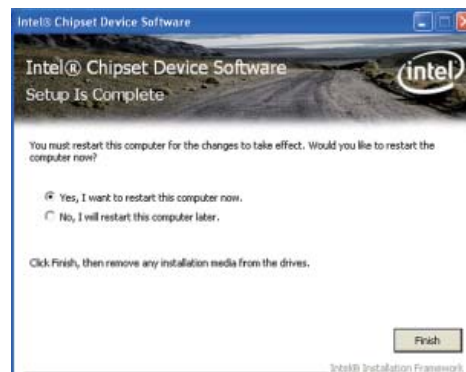 Intel® Chipset Device Software
Intel® Chipset Device Software
Setup Is Complete
intel
You must restart this computer for the changes to take effect. Would you like to restart the
computer now?
Yes, I want to restart this computer now.
No, I will restart this computer later.
Click Finish, then remove any installation media from the drives.
Finish
Intel® Installation Framework